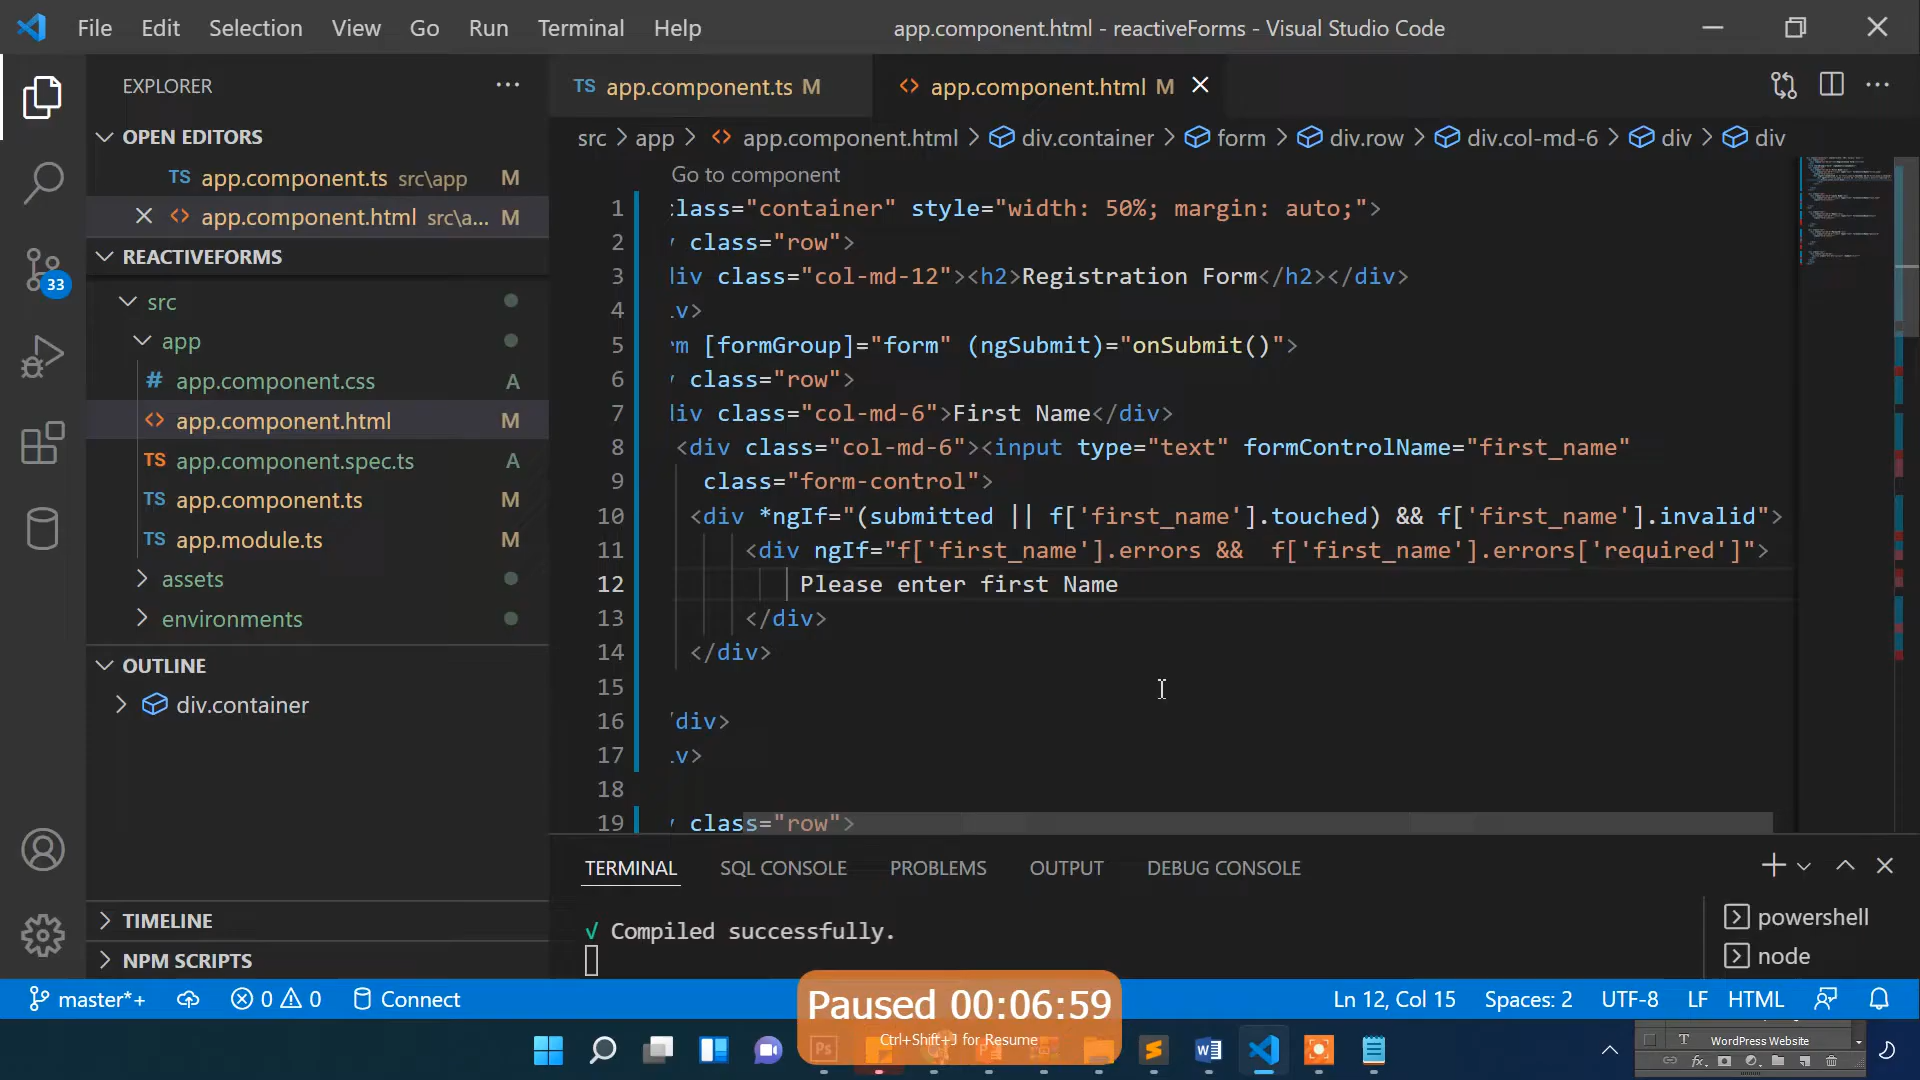 File Edit Selection View Go Run Terminal Help app.component.html - reactiveForms - Visual Studio Code
EXPLORER
TS app.component.ts M
<> app.component.html M
src > app > <> app.component.html > div.container > form > div.row > div.col-md-6 > div > div
OPEN EDITORS
TS app.component.ts src\app M
<> app.component.html src\a... M
REACTIVEFORMS
src
app
# app.component.css A
<> app.component.html M
TS app.component.spec.ts A
TS app.component.ts M
TS app.module.ts M
assets
environments
OUTLINE
div.container
TIMELINE
NPM SCRIPTS
33
Go to component
1 class="container" style="width: 50%; margin: auto;">
2 class="row">
3 div class="col-md-12"><h2>Registration Form</h2></div>
4 v>
5 rm [formGroup]="form" (ngSubmit)="onSubmit()">
6 class="row">
7 div class="col-md-6">First Name</div>
8 <div class="col-md-6"><input type="text" formControlName="first_name"
9 class="form-control">
10 <div *ngIf="(submitted || f['first_name'].touched) && f['first_name'].invalid">
11 <div ngIf="f['first_name'].errors &&  f['first_name'].errors['required']">
12 Please enter first Name
13 </div>
14 </div>
15
16 /div>
17 v>
18
19 class="row">
TERMINAL SQL CONSOLE PROBLEMS OUTPUT DEBUG CONSOLE
√ Compiled successfully.
powershell
node
master*+ 0 0 Connect Ln 12, Col 15 Spaces: 2 UTF-8 LF HTML
Paused 00:06:59
Ctrl+Shift+J for Resume
T WordPress Website
fx
Ps